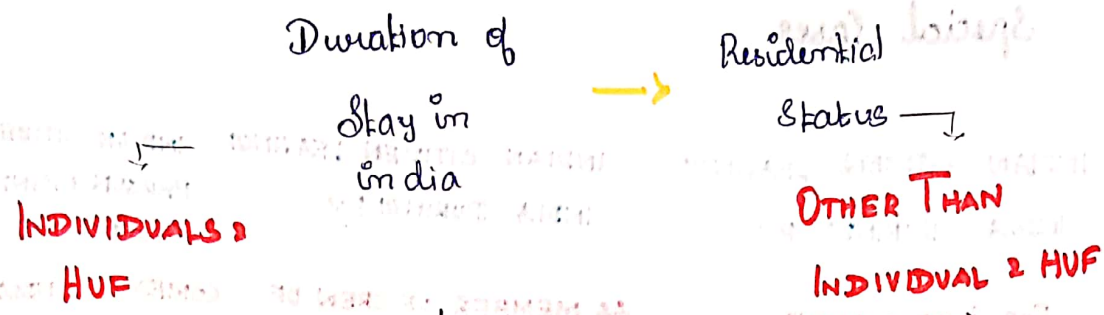 Duration of
Stay in
india
Residential
Status
INDIVIDUALS &
HUF
OTHER THAN
INDIVIDUAL & HUF